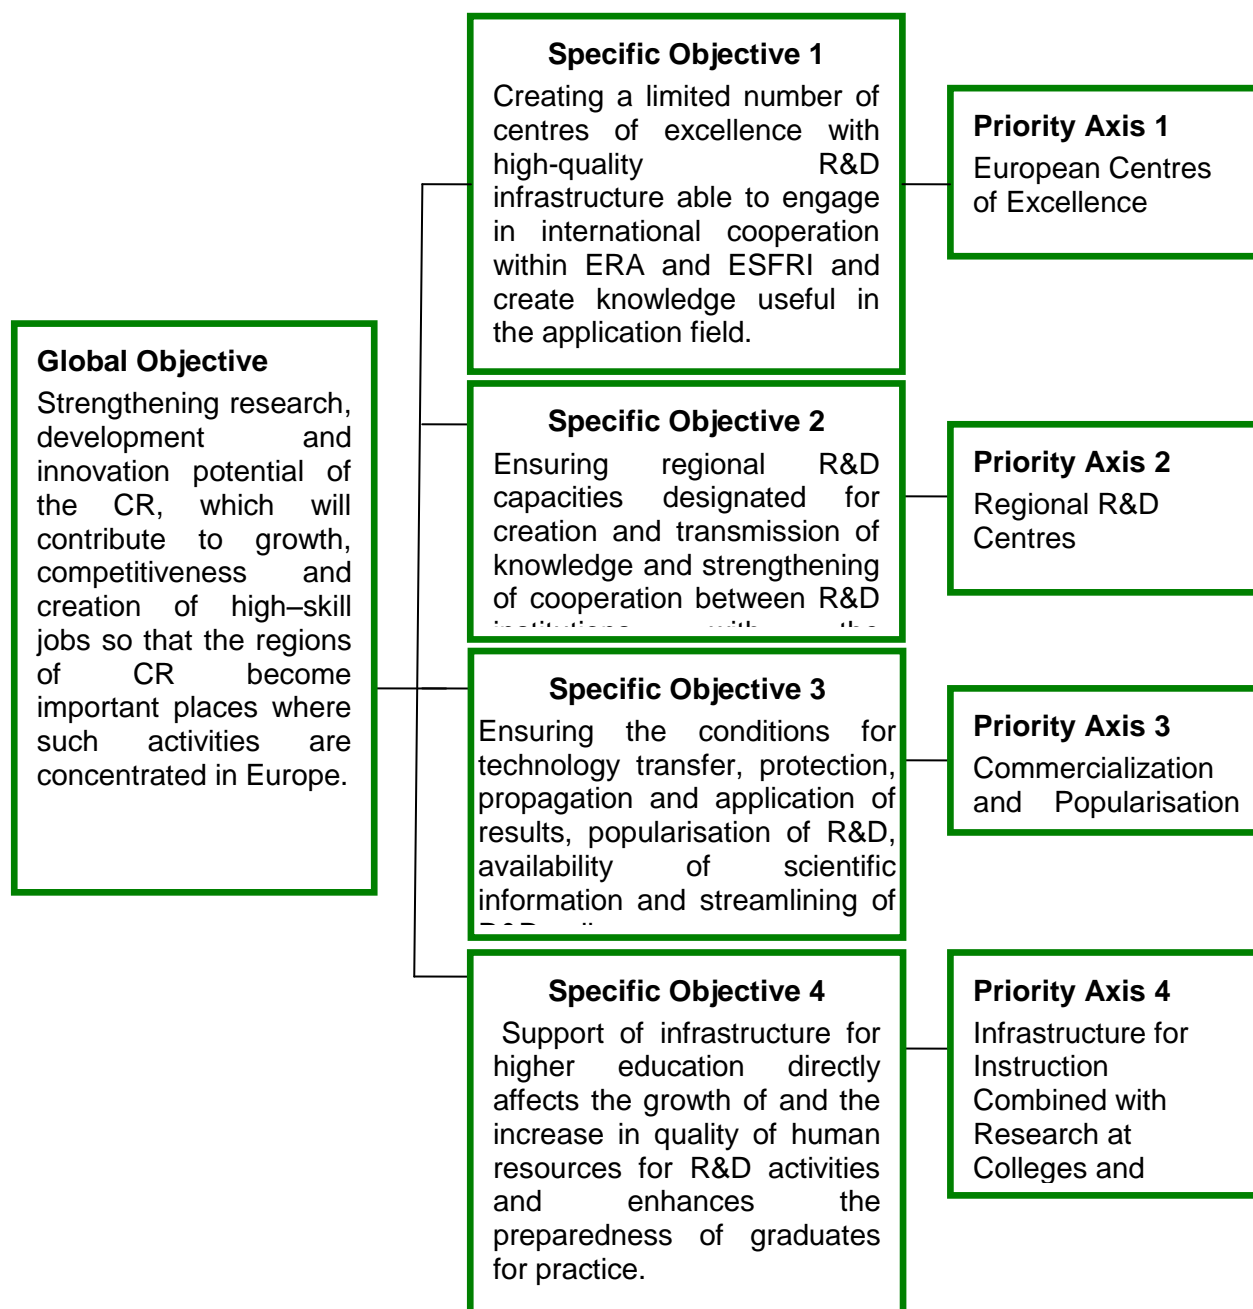 Global Objective
Strengthening research,
development and
innovation potential of
the CR, which will
contribute to growth,
competitiveness and
creation of high–skill
jobs so that the regions
of CR become
important places where
such activities are
concentrated in Europe.
Specific Objective 1
Creating a limited number of
centres of excellence with
high-quality R&D
infrastructure able to engage
in international cooperation
within ERA and ESFRI and
create knowledge useful in
the application field.
Priority Axis 1
European Centres
of Excellence
Specific Objective 2
Ensuring regional R&D
capacities designated for
creation and transmission of
knowledge and strengthening
of cooperation between R&D
institutions with the
Priority Axis 2
Regional R&D
Centres
Specific Objective 3
Ensuring the conditions for
technology transfer, protection,
propagation and application of
results, popularisation of R&D,
availability of scientific
information and streamlining of
Priority Axis 3
Commercialization
and Popularisation
Specific Objective 4
Support of infrastructure for
higher education directly
affects the growth of and the
increase in quality of human
resources for R&D activities
and enhances the
preparedness of graduates
for practice.
Priority Axis 4
Infrastructure for
Instruction
Combined with
Research at
Colleges and